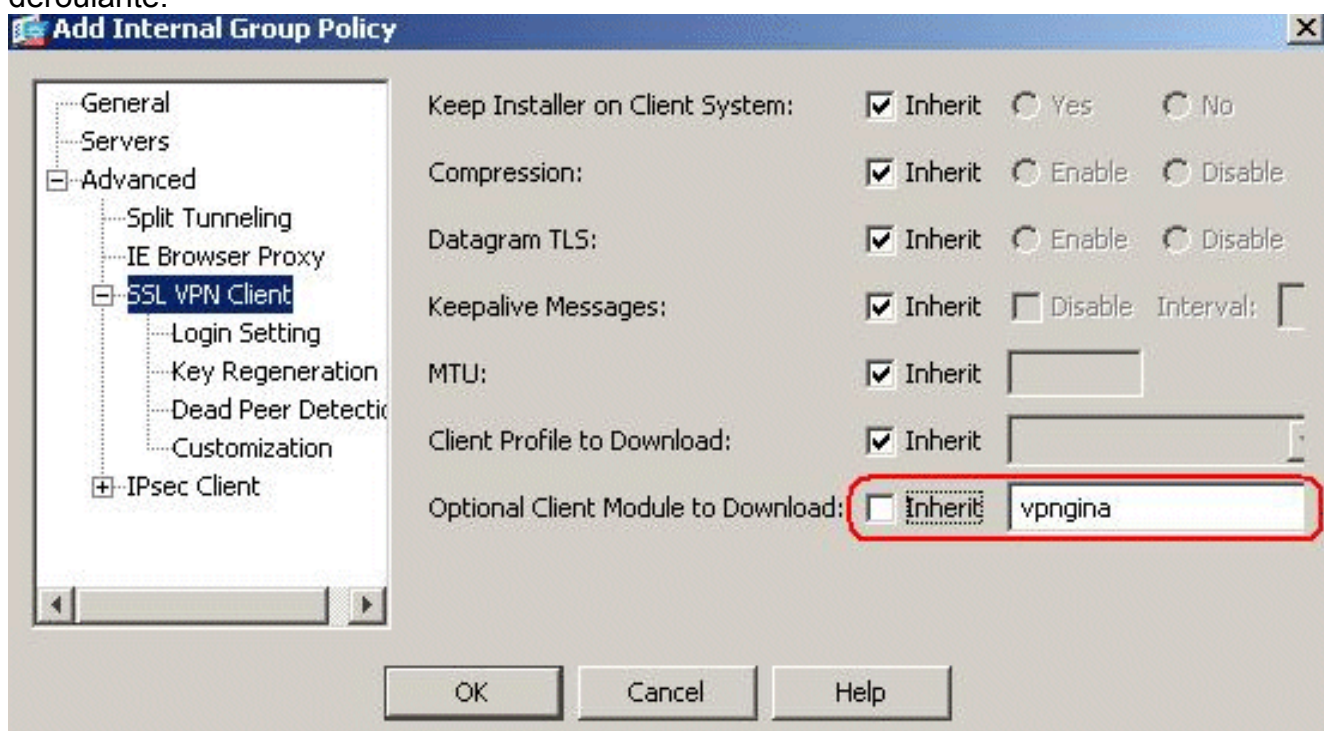 déroulante.
Add Internal Group Policy
General
Servers
Advanced
Split Tunneling
IE Browser Proxy
SSL VPN Client
Login Setting
Key Regeneration
Dead Peer Detectio
Customization
IPsec Client
Keep Installer on Client System: Inherit Yes No
Compression: Inherit Enable Disable
Datagram TLS: Inherit Enable Disable
Keepalive Messages: Inherit Disable Interval:
MTU: Inherit
Client Profile to Download: Inherit
Optional Client Module to Download: Inherit vpngina
OK Cancel Help